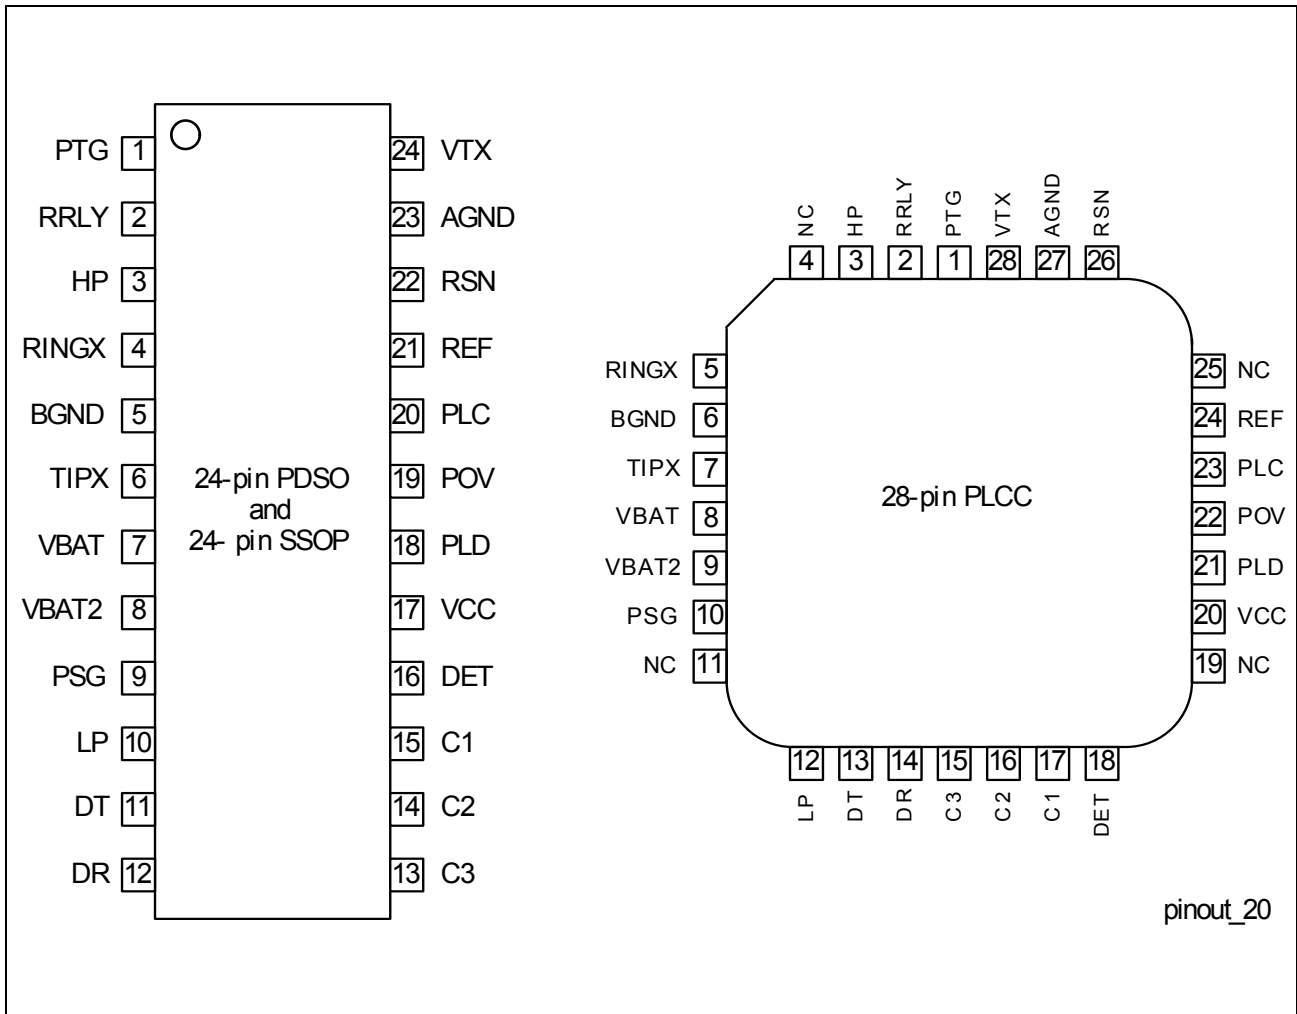 PTG 1
RRLY 2
HP 3
RINGX 4
BGND 5
TIPX 6
VBAT 7
VBAT2 8
PSG 9
LP 10
DT 11
DR 12
24-pin PDSO
and
24- pin SSOP
24 VTX
23 AGND
22 RSN
21 REF
20 PLC
19 POV
18 PLD
17 VCC
16 DET
15 C1
14 C2
13 C3
NC HP RRLY PTG VTX AGND RSN
4 3 2 1 28 27 26
RINGX 5
BGND 6
TIPX 7
VBAT 8
VBAT2 9
PSG 10
NC 11
28-pin PLCC
25 NC
24 REF
23 PLC
22 POV
21 PLD
20 VCC
19 NC
12 13 14 15 16 17 18
LP DT DR C3 C2 C1 DET
pinout_20